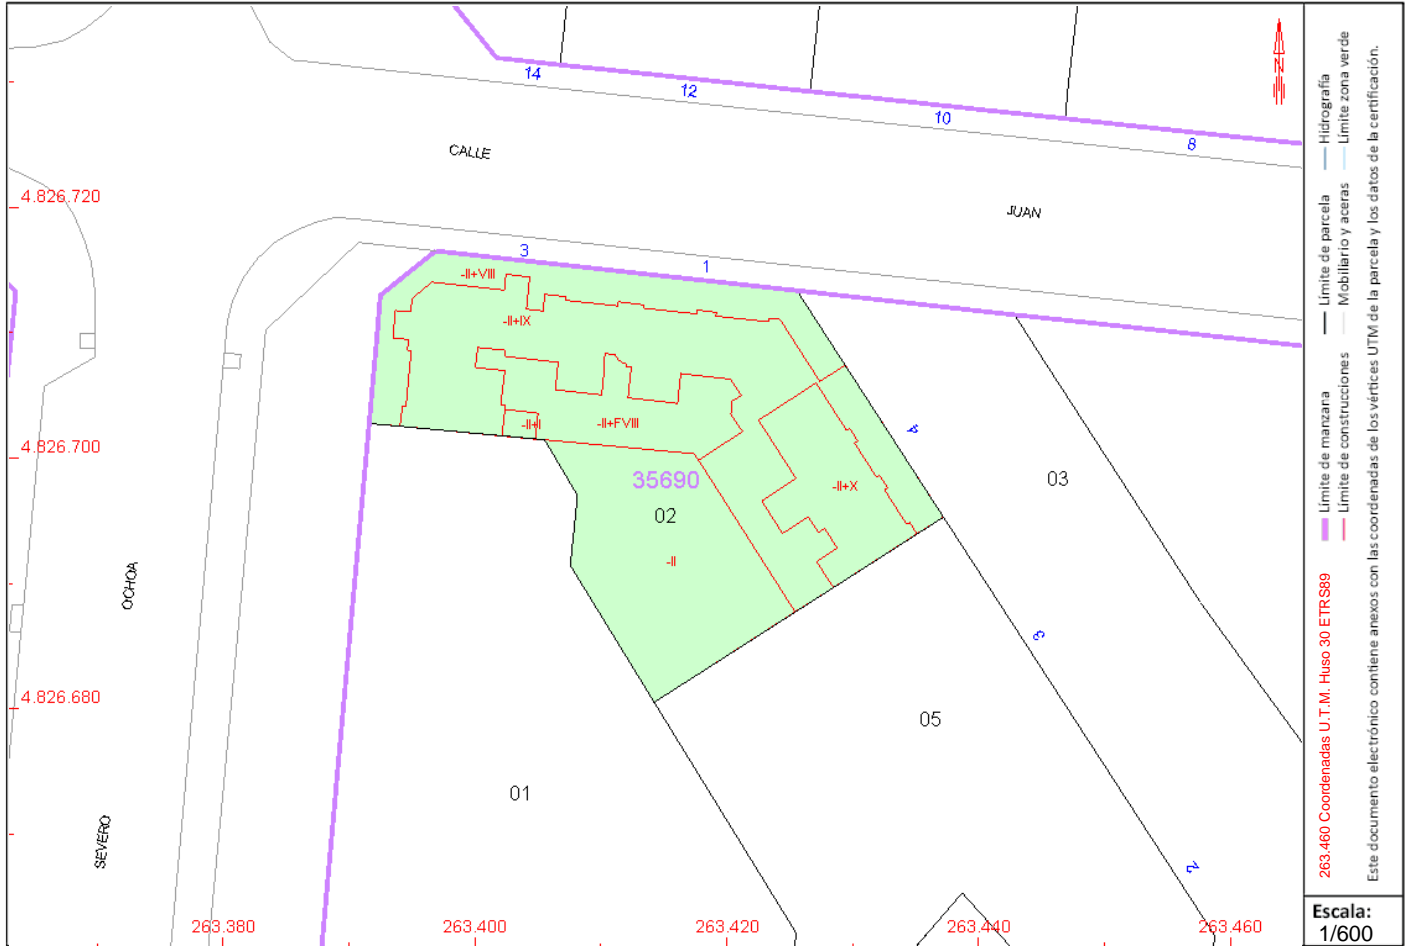 14
12
10
8
CALLE
JUAN
4.826.720
3
1
-II+VIII
-II+IX
-II+I
-II+FVIII
4
4.826.700
35690
02
-II+X
03
-II
OCHOA
3
4.826.680
05
01
SEVERO
2
263.380
263.400
263.420
263.440
263.460
N
Hidrografía
Límite zona verde
Límite de parcela
Mobiliario y aceras
Límite de manzana
Límite de construcciones
263.460 Coordenadas U.T.M. Huso 30 ETRS89
Este documento electrónico contiene anexos con las coordenadas de los vértices UTM de la parcela y los datos de la certificación.
Escala:
1/600